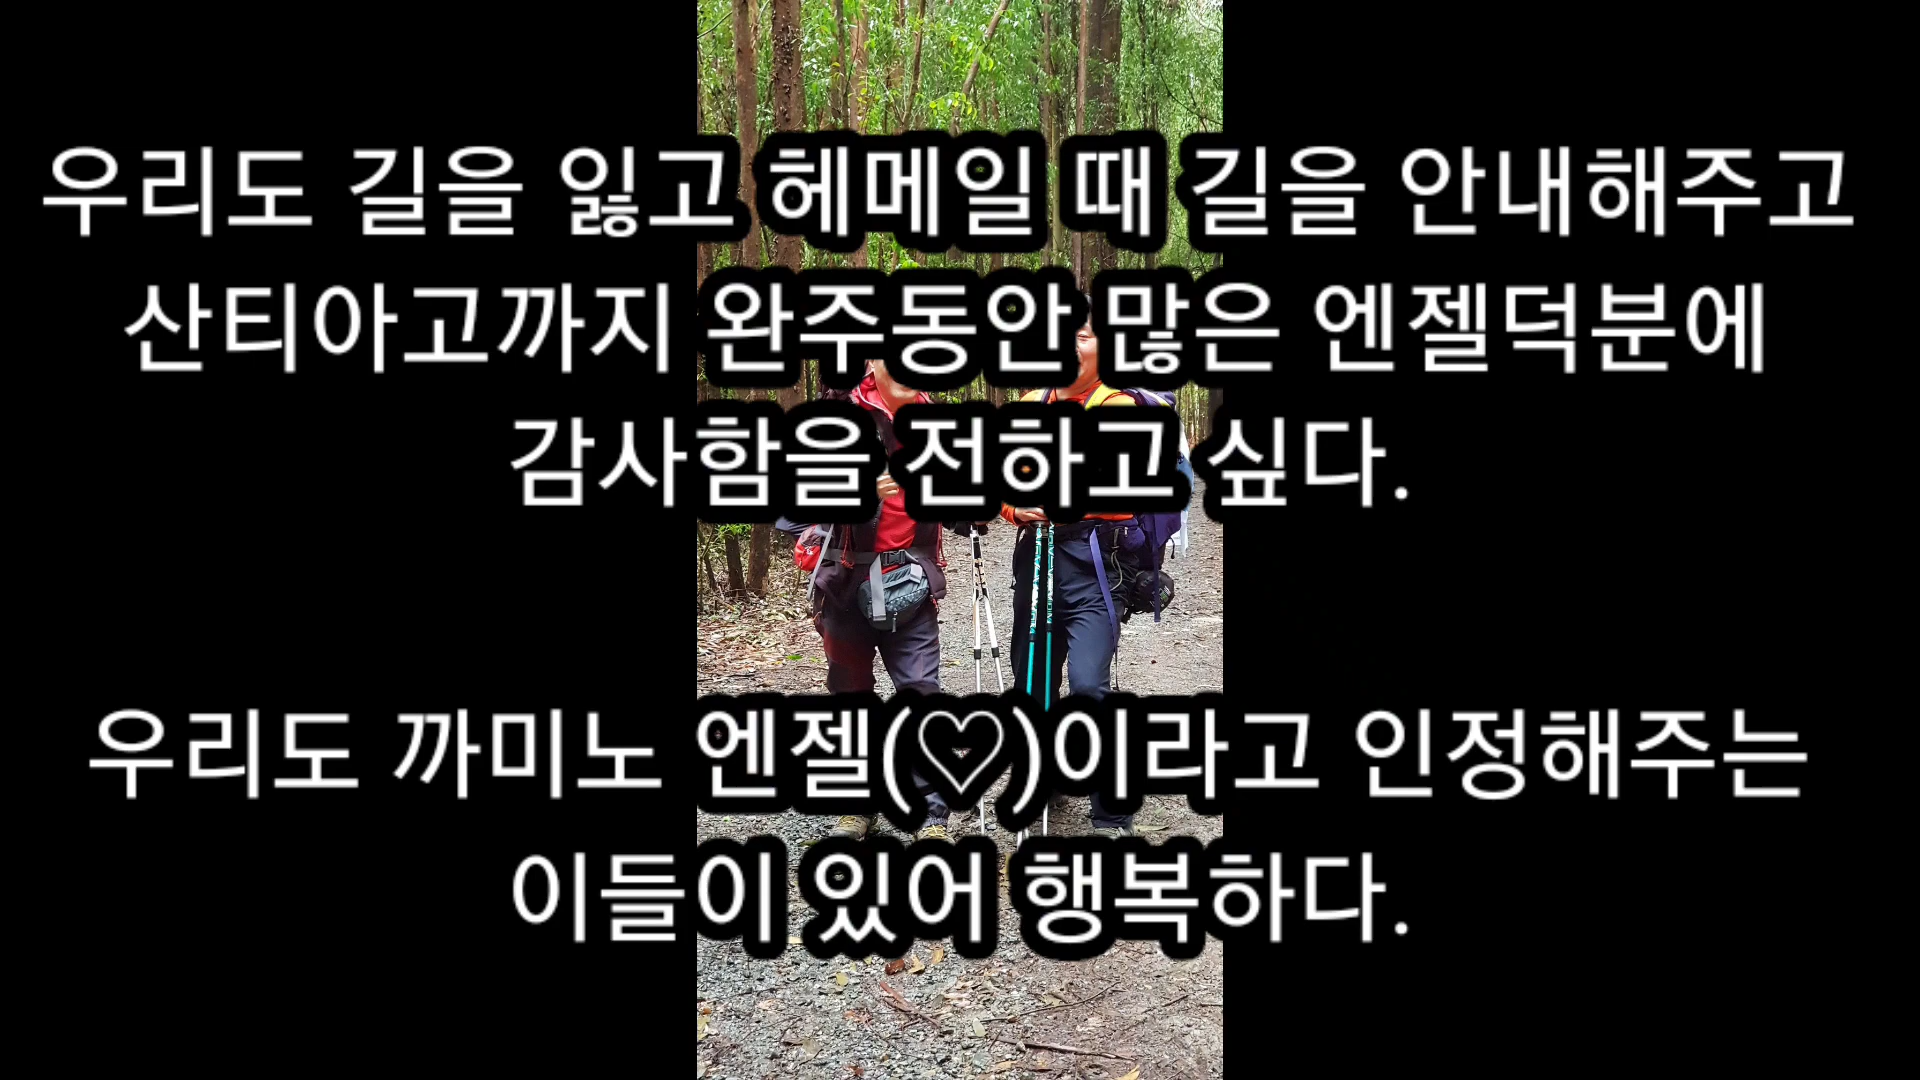 우리도 길을 잃고 헤메일 때 길을 안내해주고
산티아고까지 완주동안 많은 엔젤덕분에
감사함을 전하고 싶다.
우리도 까미노 엔젤(♡)이라고 인정해주는
이들이 있어 행복하다.